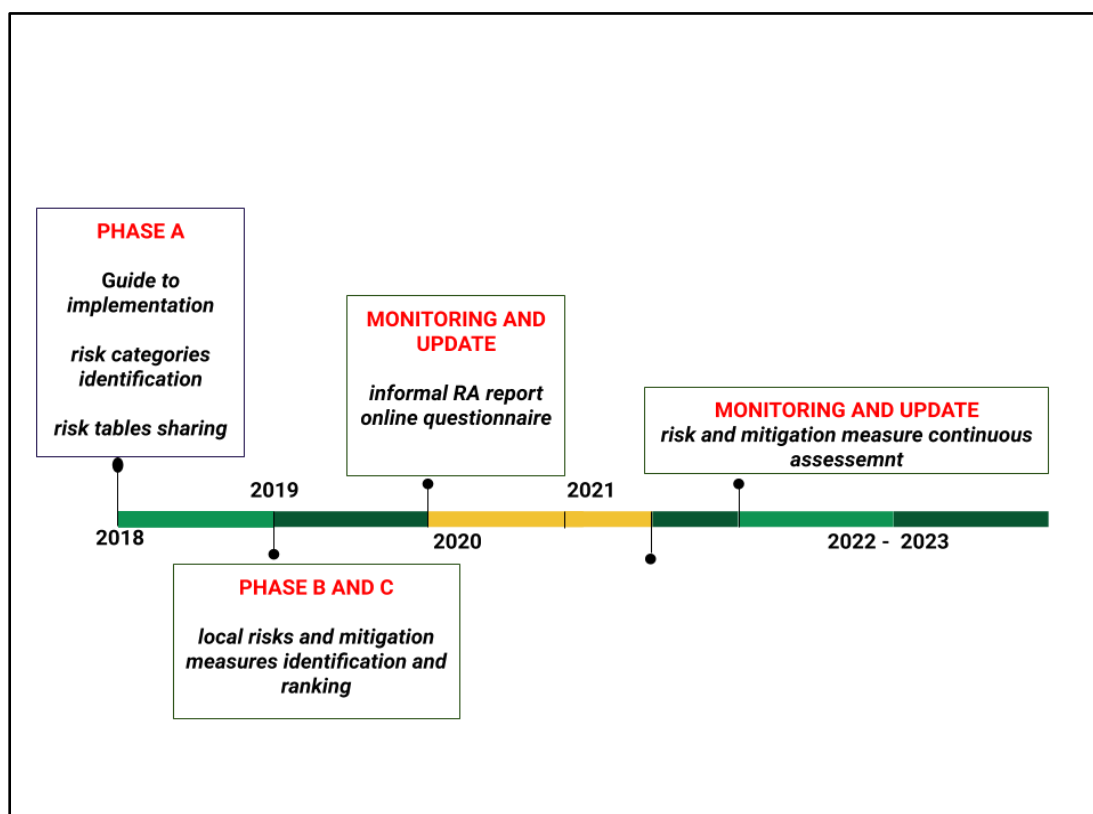 PHASE A
Guide to
implementation
risk categories
identification
risk tables sharing
MONITORING AND
UPDATE
informal RA report
online questionnaire
MONITORING AND UPDATE
risk and mitigation measure continuous
assessemnt
2019
2021
2018
2020
2022 - 2023
PHASE B AND C
local risks and mitigation
measures identification and
ranking